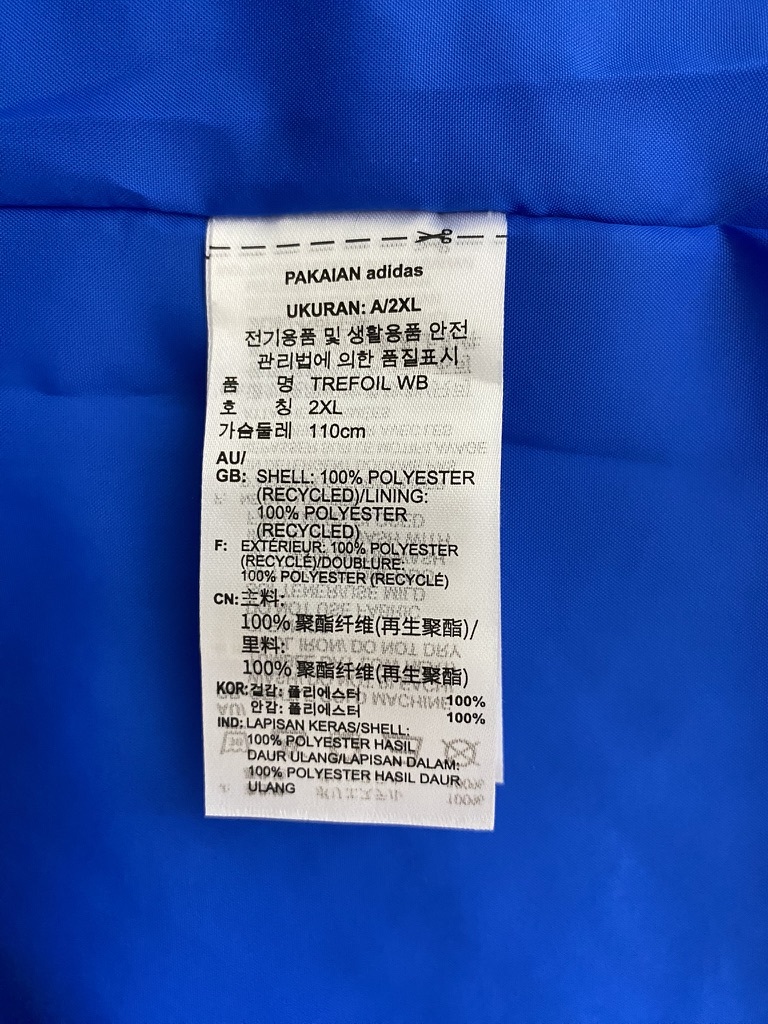 PAKAIAN adidas
UKURAN: A/2XL
전기용품 및 생활용품 안전
관리법에 의한 품질표시
품 명 TREFOIL WB
호 칭 2XL
가슴둘레 110cm
AU/
GB: SHELL: 100% POLYESTER
(RECYCLED)/LINING:
100% POLYESTER
(RECYCLED)
F: EXTÉRIEUR: 100% POLYESTER
(RECYCLÉ)/DOUBLURE:
100% POLYESTER (RECYCLÉ)
CN: 主料:
100% 聚酯纤维(再生聚酯)/
里料:
100% 聚酯纤维(再生聚酯)
KOR: 겉감: 폴리에스터 100%
안감: 폴리에스터 100%
IND: LAPISAN KERAS/SHELL:
100% POLYESTER HASIL
DAUR ULANG/LAPISAN DALAM:
100% POLYESTER HASIL DAUR
ULANG